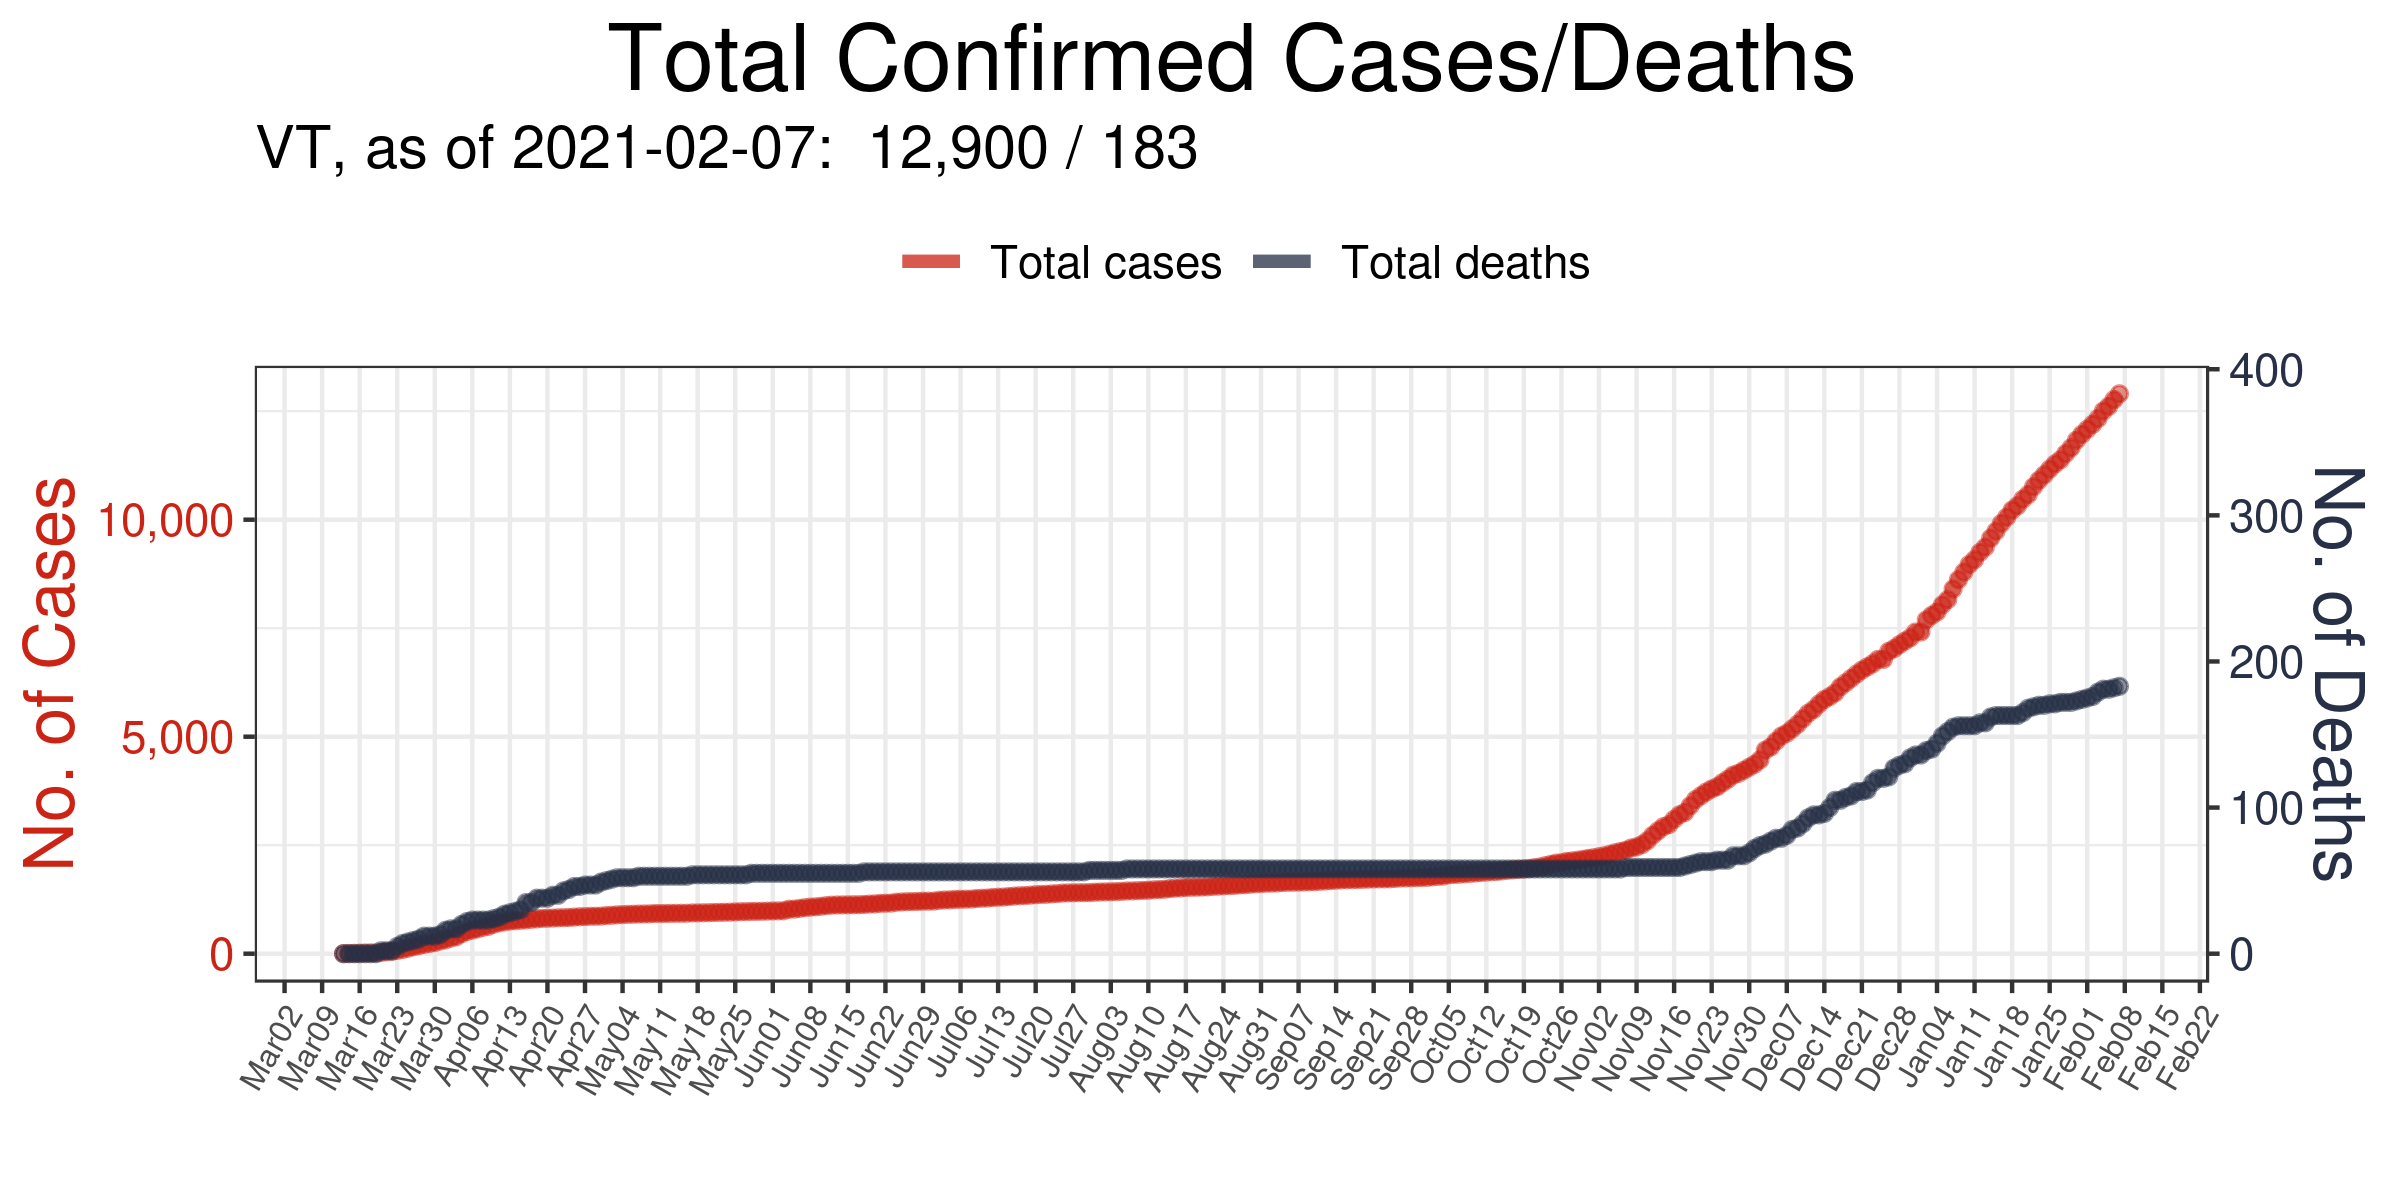 Total Confirmed Cases/Deaths
VT, as of 2021-02-07:  12,900 / 183
Total cases
Total deaths
No. of Cases
10,000
5,000
0
400
300
200
100
0
No. of Deaths
Mar02
Mar09
Mar16
Mar23
Mar30
Apr06
Apr13
Apr20
Apr27
May04
May11
May18
May25
Jun01
Jun08
Jun15
Jun22
Jun29
Jul06
Jul13
Jul20
Jul27
Aug03
Aug10
Aug17
Aug24
Aug31
Sep07
Sep14
Sep21
Sep28
Oct05
Oct12
Oct19
Oct26
Nov02
Nov09
Nov16
Nov23
Nov30
Dec07
Dec14
Dec21
Dec28
Jan04
Jan11
Jan18
Jan25
Feb01
Feb08
Feb15
Feb22